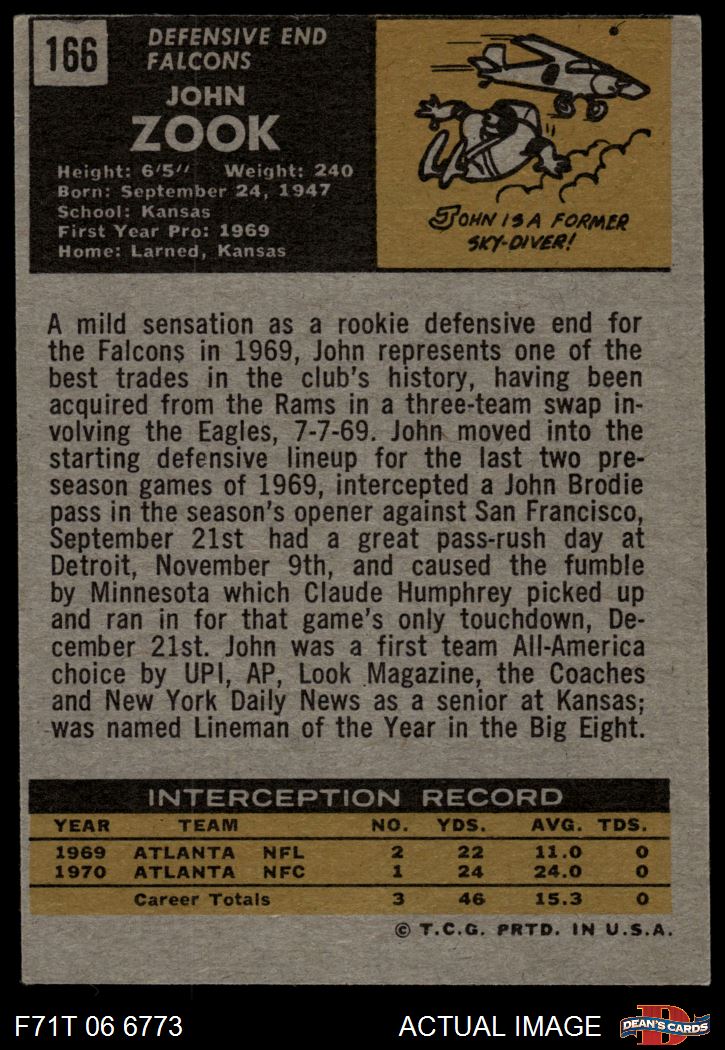 166
DEFENSIVE END
FALCONS
JOHN
ZOOK
Height: 6'5" Weight: 240
Born: September 24, 1947
School: Kansas
First Year Pro: 1969
Home: Larned, Kansas
JOHN IS A FORMER
SKY-DIVER!
A mild sensation as a rookie defensive end for
the Falcons in 1969, John represents one of the
best trades in the club's history, having been
acquired from the Rams in a three-team swap in-
volving the Eagles, 7-7-69. John moved into the
starting defensive lineup for the last two pre-
season games of 1969, intercepted a John Brodie
pass in the season's opener against San Francisco,
September 21st had a great pass-rush day at
Detroit, November 9th, and caused the fumble
by Minnesota which Claude Humphrey picked up
and ran in for that game's only touchdown, De-
cember 21st. John was a first team All-America
choice by UPI, AP, Look Magazine, the Coaches
and New York Daily News as a senior at Kansas;
was named Lineman of the Year in the Big Eight.
INTERCEPTION RECORD
YEAR TEAM NO. YDS. AVG. TDS.
1969 ATLANTA NFL 2 22 11.0 0
1970 ATLANTA NFC 1 24 24.0 0
Career Totals 3 46 15.3 0
© T.C.G. PRTD. IN U.S.A.
F71T 06 6773 ACTUAL IMAGE D DEAN'S CARDS